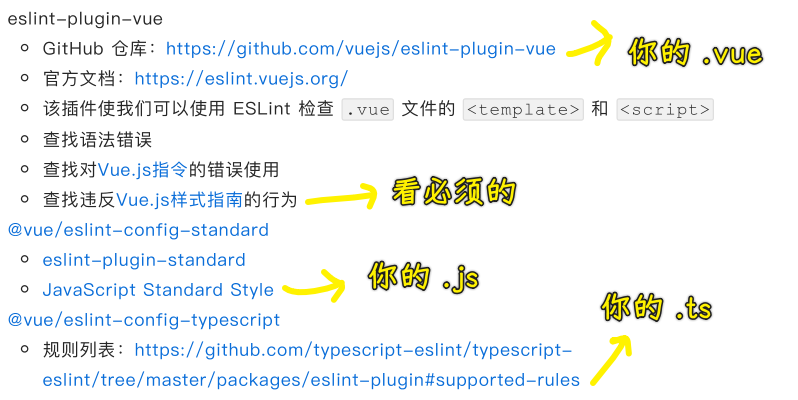 eslint-plugin-vue
GitHub 仓库：https://github.com/vuejs/eslint-plugin-vue
你的 .vue
官方文档：https://eslint.vuejs.org/
该插件使我们可以使用 ESLint 检查 .vue 文件的 <template> 和 <script>
查找语法错误
查找对Vue.js指令的错误使用
查找违反Vue.js样式指南的行为
看必须的
@vue/eslint-config-standard
eslint-plugin-standard
JavaScript Standard Style
你的 .js
@vue/eslint-config-typescript
你的 .ts
规则列表：https://github.com/typescript-eslint/typescript-
eslint/tree/master/packages/eslint-plugin#supported-rules